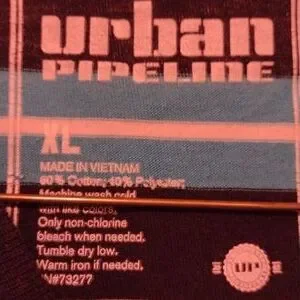 urban
PIPELINE
XL
MADE IN VIETNAM
60% Cotton, 40% Polyester;
Machine wash cold
with like colors.
Only non-chlorine
bleach when needed.
Tumble dry low.
Warm iron if needed.
RN#73277
UP